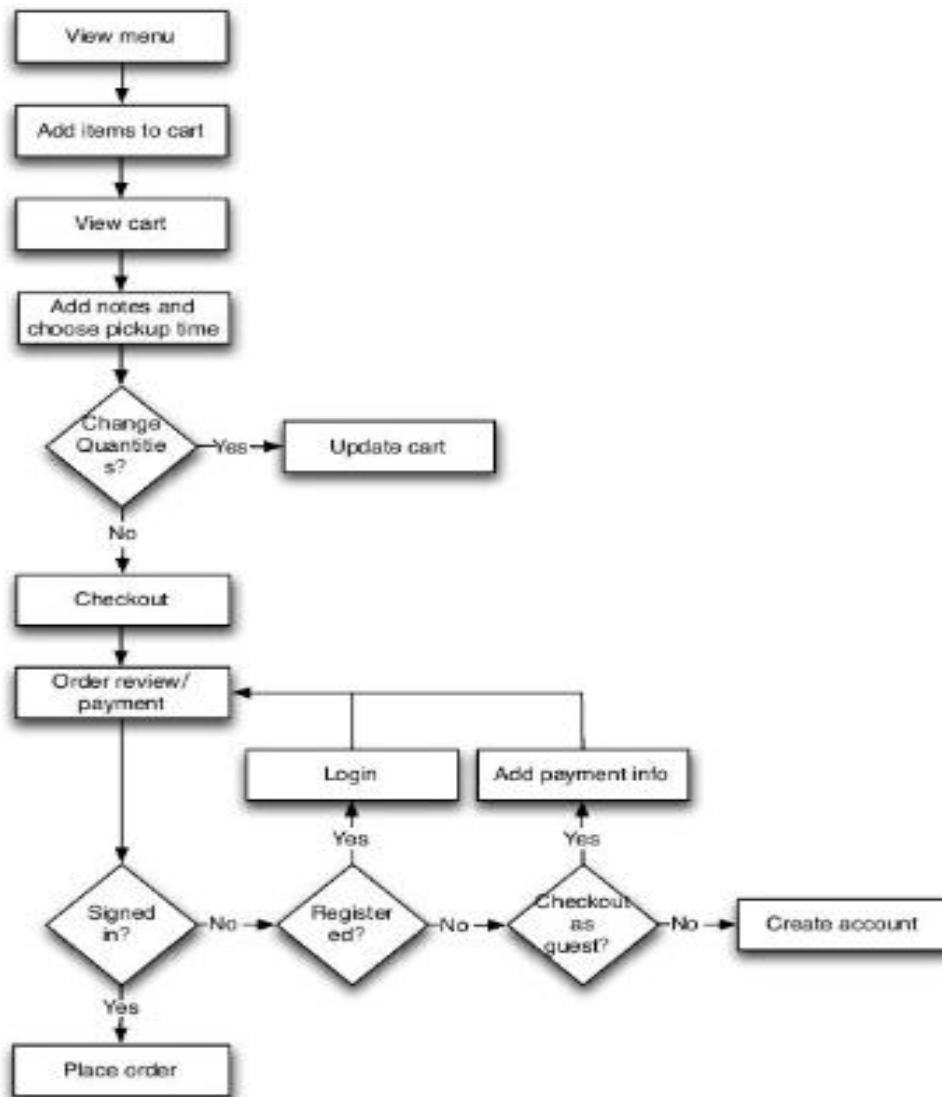 View menu
Add items to cart
View cart
Add notes and
choose pickup time
Change
Quantitie
s?
Yes
Update cart
No
Checkout
Order review/
payment
Login
Add payment info
Yes
Yes
Signed
in?
No
Register
ed?
No
Checkout
as
guest?
No
Create account
Yes
Place order